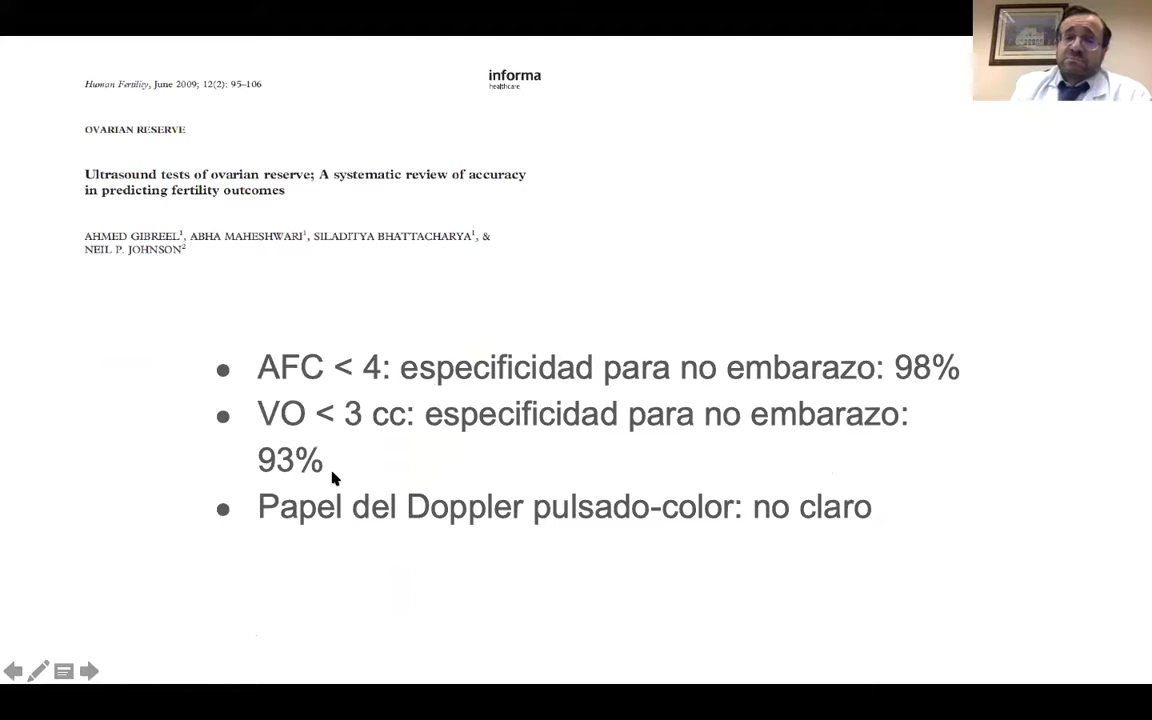 Human Fertility, June 2009; 12(2): 95–106
informa
healthcare
OVARIAN RESERVE
Ultrasound tests of ovarian reserve; A systematic review of accuracy
in predicting fertility outcomes
AHMED GIBREEL¹, ABHA MAHESHWARI¹, SILADITYA BHATTACHARYA¹, &
NEIL P. JOHNSON²
● AFC < 4: especificidad para no embarazo: 98%
● VO < 3 cc: especificidad para no embarazo:
93%
● Papel del Doppler pulsado-color: no claro